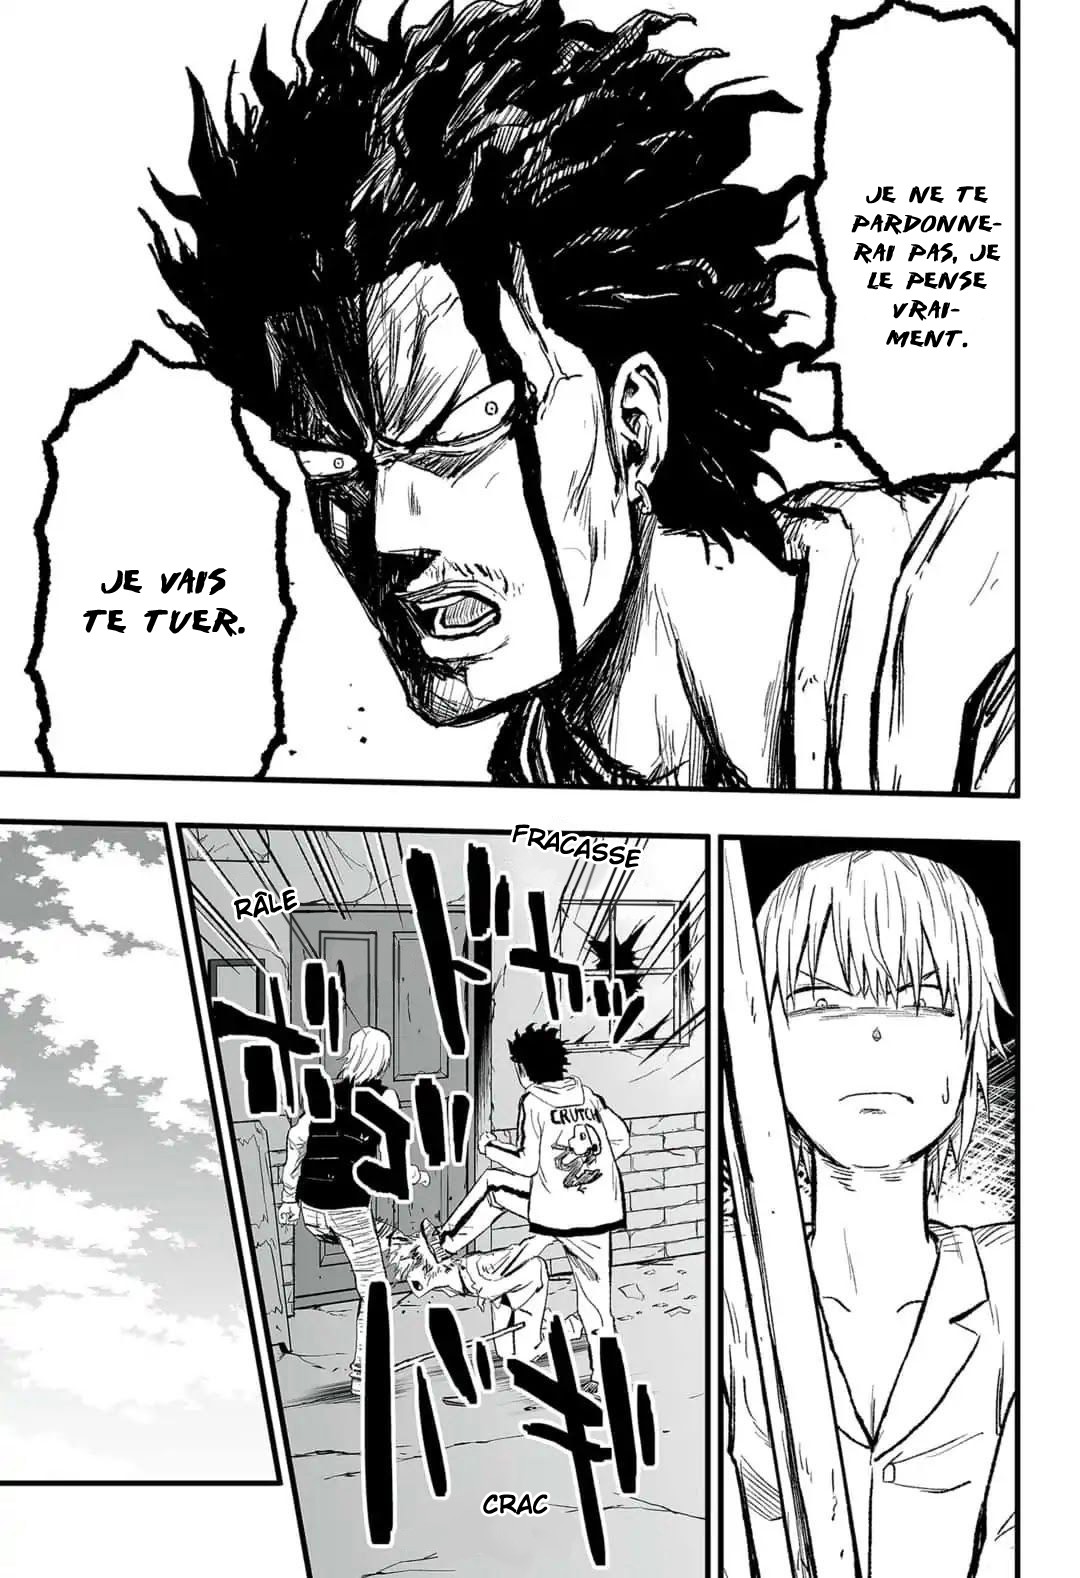 JE NE TE
PARDONNE-
RAI PAS, JE
LE PENSE
VRAI-
MENT.
JE VAIS
TE TUER.
FRACASSE
RÂLE
CRUTCH
CRAC